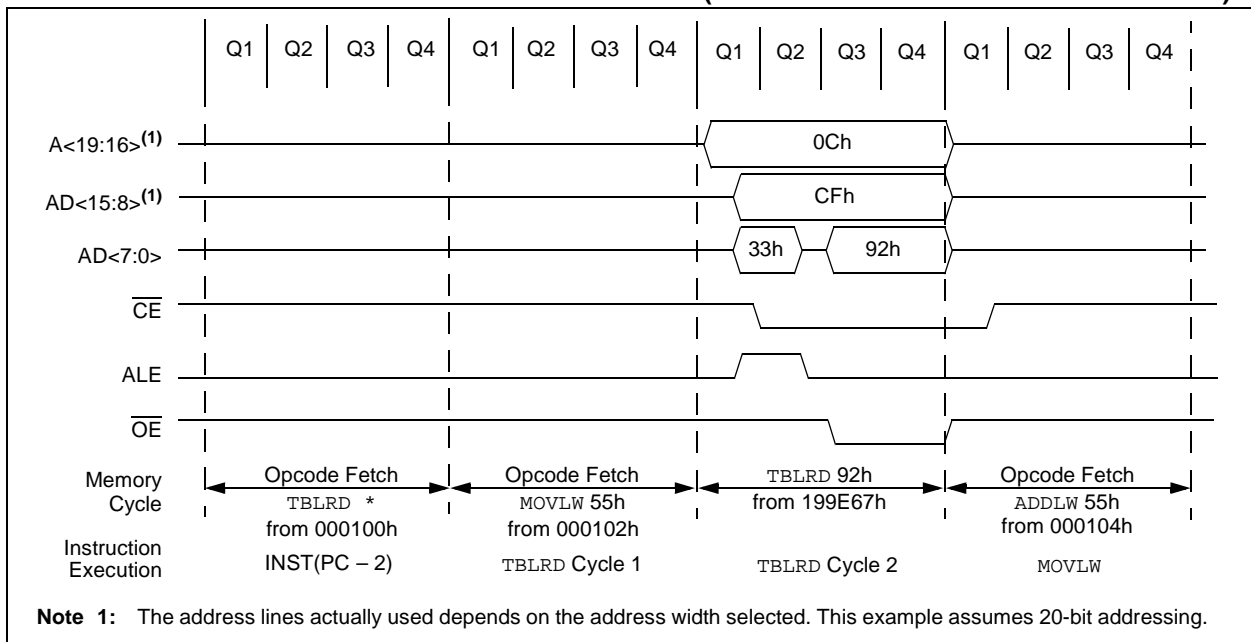 Q1 Q2 Q3 Q4 Q1 Q2 Q3 Q4 Q1 Q2 Q3 Q4 Q1 Q2 Q3 Q4
A<19:16>(1) 0Ch
AD<15:8>(1) CFh
AD<7:0> 33h 92h
CE
ALE
OE
Memory Cycle
Opcode Fetch
TBLRD *
from 000100h
Opcode Fetch
MOVLW 55h
from 000102h
TBLRD 92h
from 199E67h
Opcode Fetch
ADDLW 55h
from 000104h
Instruction Execution
INST(PC – 2)
TBLRD Cycle 1
TBLRD Cycle 2
MOVLW
Note 1: The address lines actually used depends on the address width selected. This example assumes 20-bit addressing.